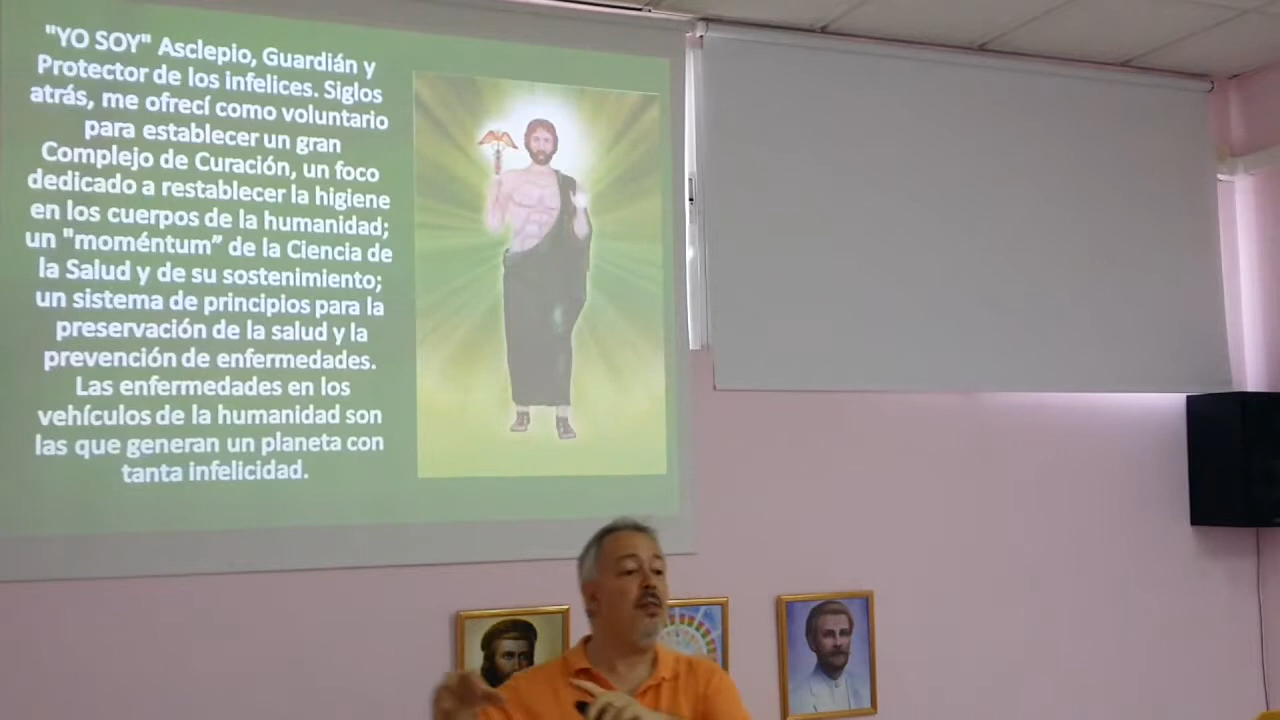 "YO SOY" Asclepio, Guardián y
Protector de los infelices. Siglos
atrás, me ofrecí como voluntario
para establecer un gran
Complejo de Curación, un foco
dedicado a restablecer la higiene
en los cuerpos de la humanidad;
un "moméntum” de la Ciencia de
la Salud y de su sostenimiento;
un sistema de principios para la
preservación de la salud y la
prevención de enfermedades.
Las enfermedades en los
vehículos de la humanidad son
las que generan un planeta con
tanta infelicidad.